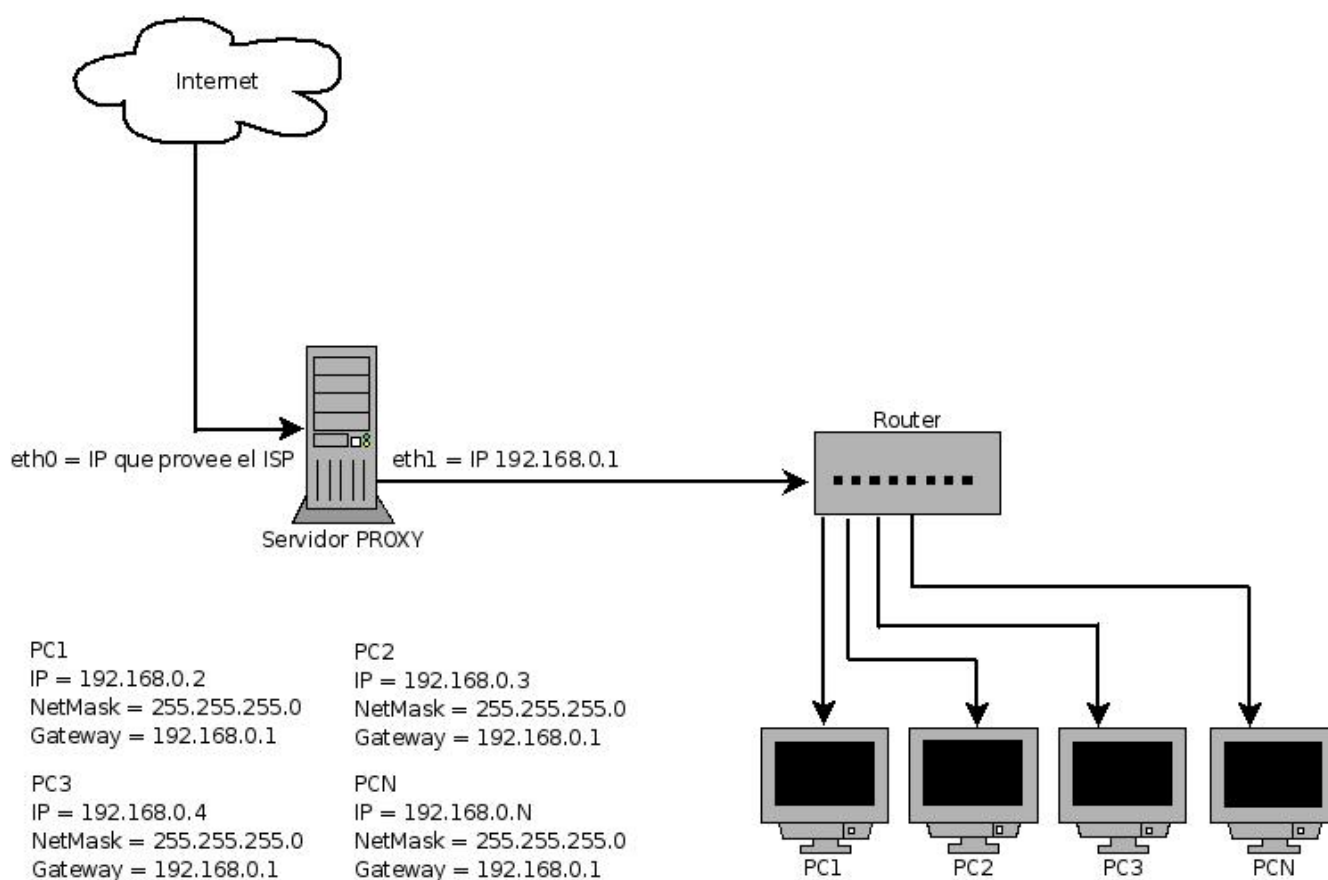 Internet
Router
eth0 = IP que provee el ISP
eth1 = IP 192.168.0.1
Servidor PROXY
PC1
IP = 192.168.0.2
NetMask = 255.255.255.0
Gateway = 192.168.0.1
PC2
IP = 192.168.0.3
NetMask = 255.255.255.0
Gateway = 192.168.0.1
PC3
IP = 192.168.0.4
NetMask = 255.255.255.0
Gateway = 192.168.0.1
PCN
IP = 192.168.0.N
NetMask = 255.255.255.0
Gateway = 192.168.0.1
PC1
PC2
PC3
PCN